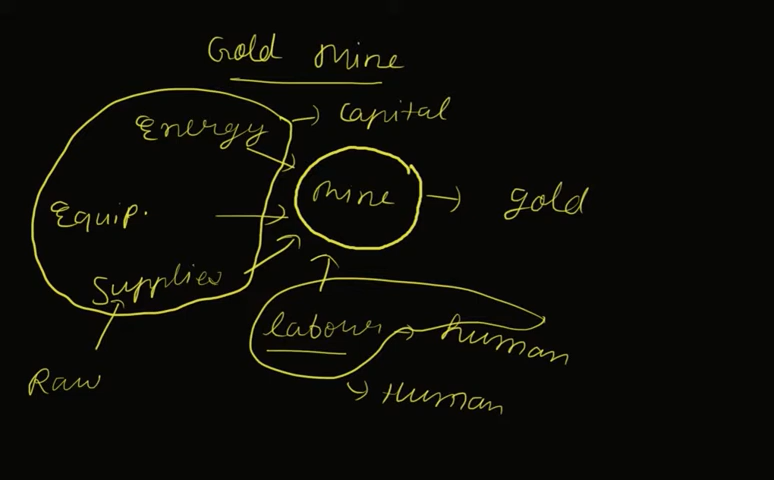 Gold Mine
Capital
Energy
Mine
gold
Equip.
Supplies
labour
human
Raw
Human